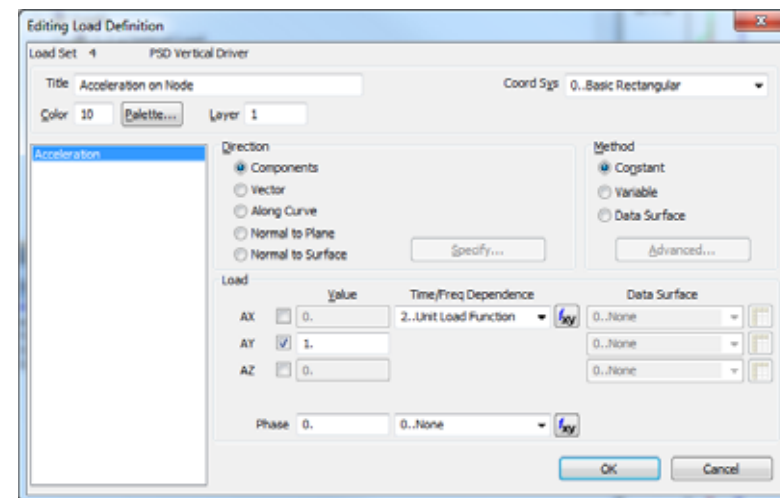 Editing Load Definition
Load Set 4 PSD Vertical Driver
Title Acceleration on Node Coord Sys 0..Basic Rectangular
Color 10 Palette... Layer 1
Acceleration
Direction
Components
Vector
Along Curve
Normal to Plane
Normal to Surface
Specify...
Method
Constant
Variable
Data Surface
Advanced...
Load
Value Time/Freq Dependence Data Surface
AX 0. 2..Unit Load Function fxy 0..None
AY 1. 0..None
AZ 0. 0..None
Phase 0. 0..None fxy
OK Cancel